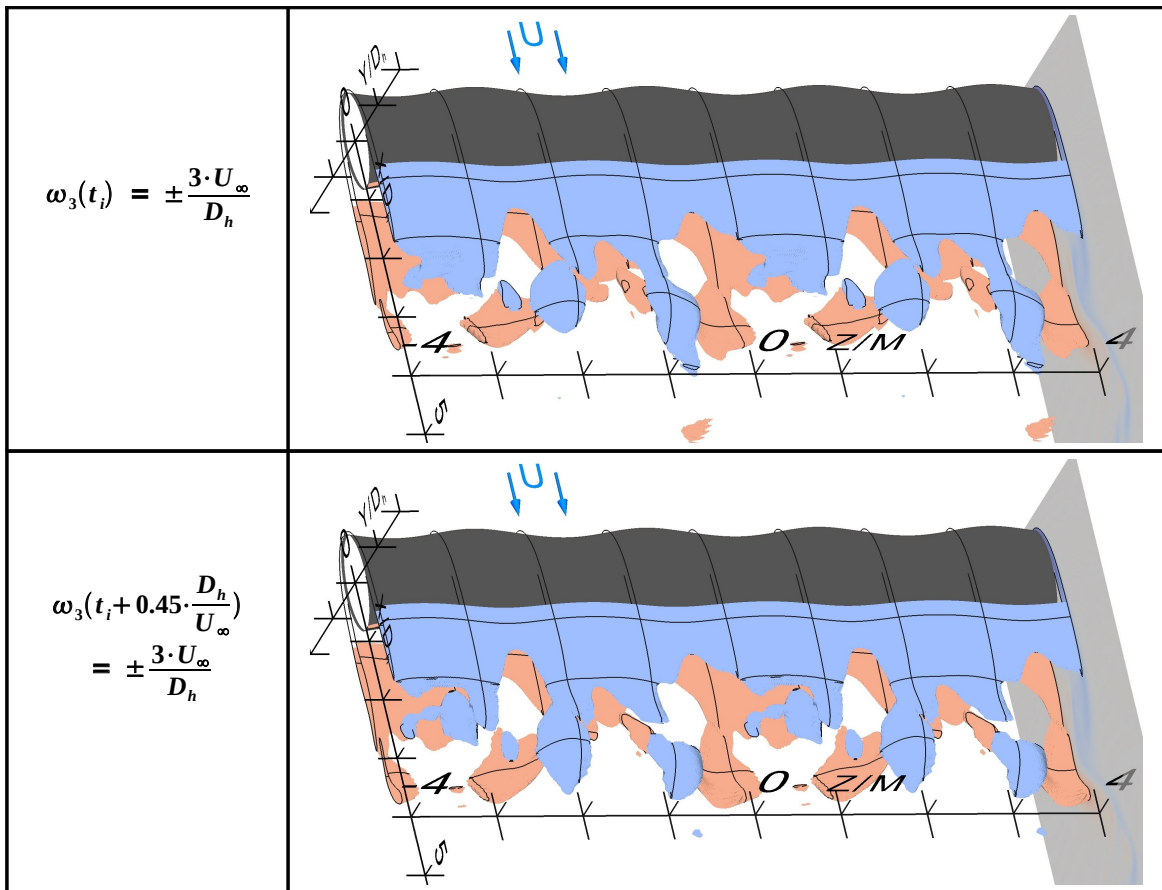 ω₃(tᵢ) = ± 3·U∞ / Dₕ
U
Y/Dₕ
0
-4
0
Z/M
4
5
ω₃(tᵢ + 0.45· Dₕ / U∞)
= ± 3·U∞ / Dₕ
U
Y/Dₕ
0
-4
0
Z/M
4
5